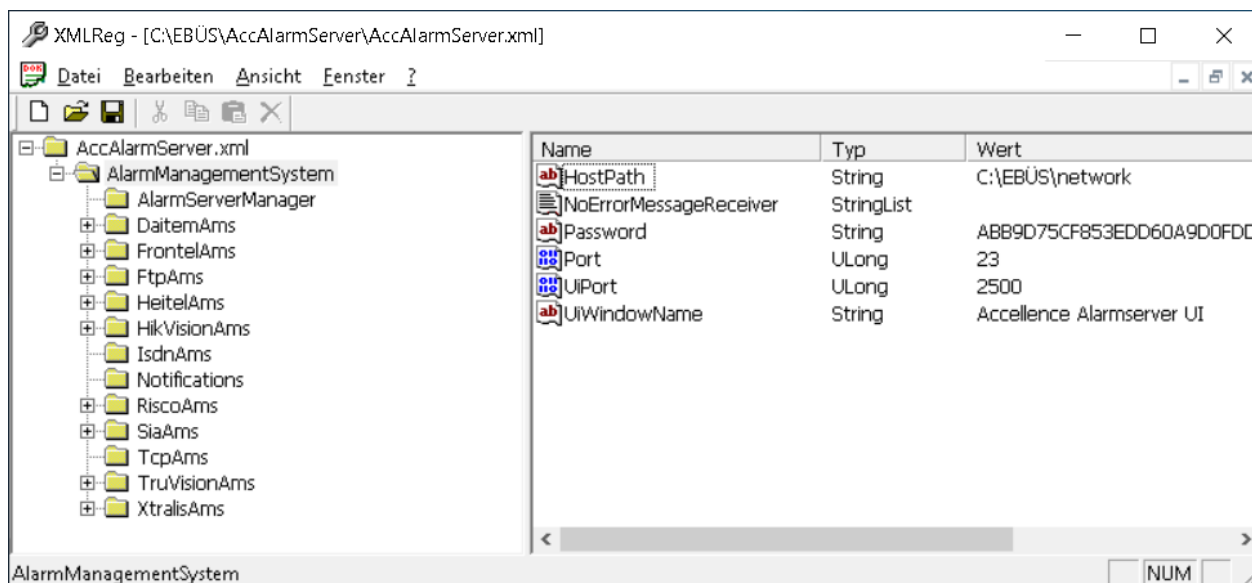 XMLReg - [C:\EBÜS\AccAlarmServer\AccAlarmServer.xml]
Datei Bearbeiten Ansicht Fenster ?
AccAlarmServer.xml
AlarmManagementSystem
AlarmServerManager
DaitemAms
FrontelAms
FtpAms
HeitelAms
HikVisionAms
IsdnAms
Notifications
RiscoAms
SiaAms
TcpAms
TruVisionAms
XtralisAms
Name Typ Wert
HostPath String C:\EBÜS\network
NoErrorMessageReceiver StringList
Password String ABB9D75CF853EDD60A9D0FDD
Port ULong 23
UiPort ULong 2500
UiWindowName String Accellence Alarmserver UI
AlarmManagementSystem NUM